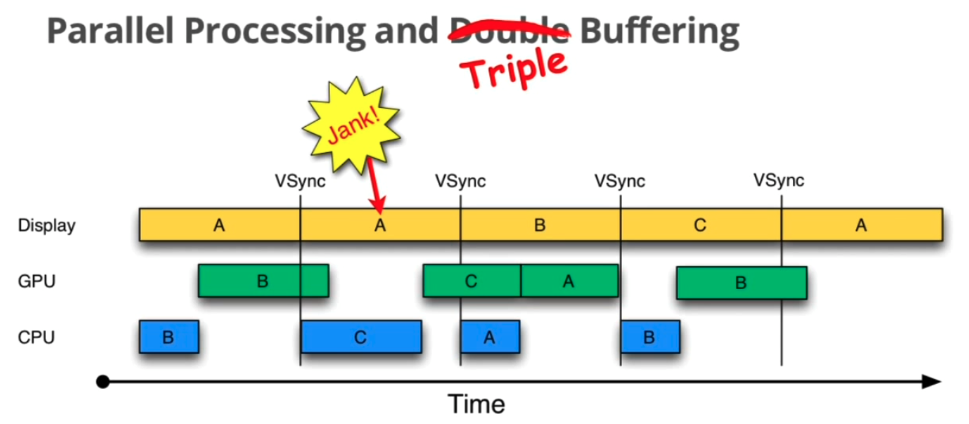 Parallel Processing and Double Buffering
Triple
Jank!
VSync VSync VSync VSync
Display A A B C A
GPU B C A B
CPU B C A B
Time